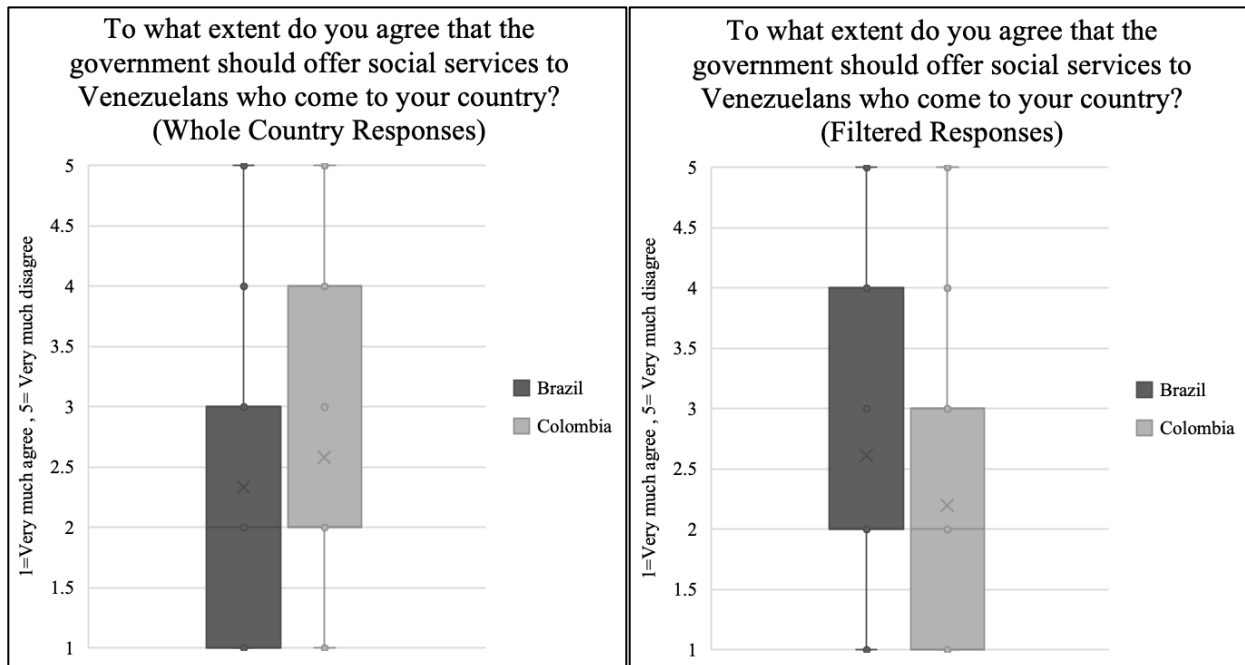 To what extent do you agree that the
government should offer social services to
Venezuelans who come to your country?
(Whole Country Responses)
1=Very much agree , 5= Very much disagree
5
4.5
4
3.5
3
2.5
2
1.5
1
Brazil
Colombia
To what extent do you agree that the
government should offer social services to
Venezuelans who come to your country?
(Filtered Responses)
1=Very much agree , 5= Very much disagree
5
4.5
4
3.5
3
2.5
2
1.5
1
Brazil
Colombia